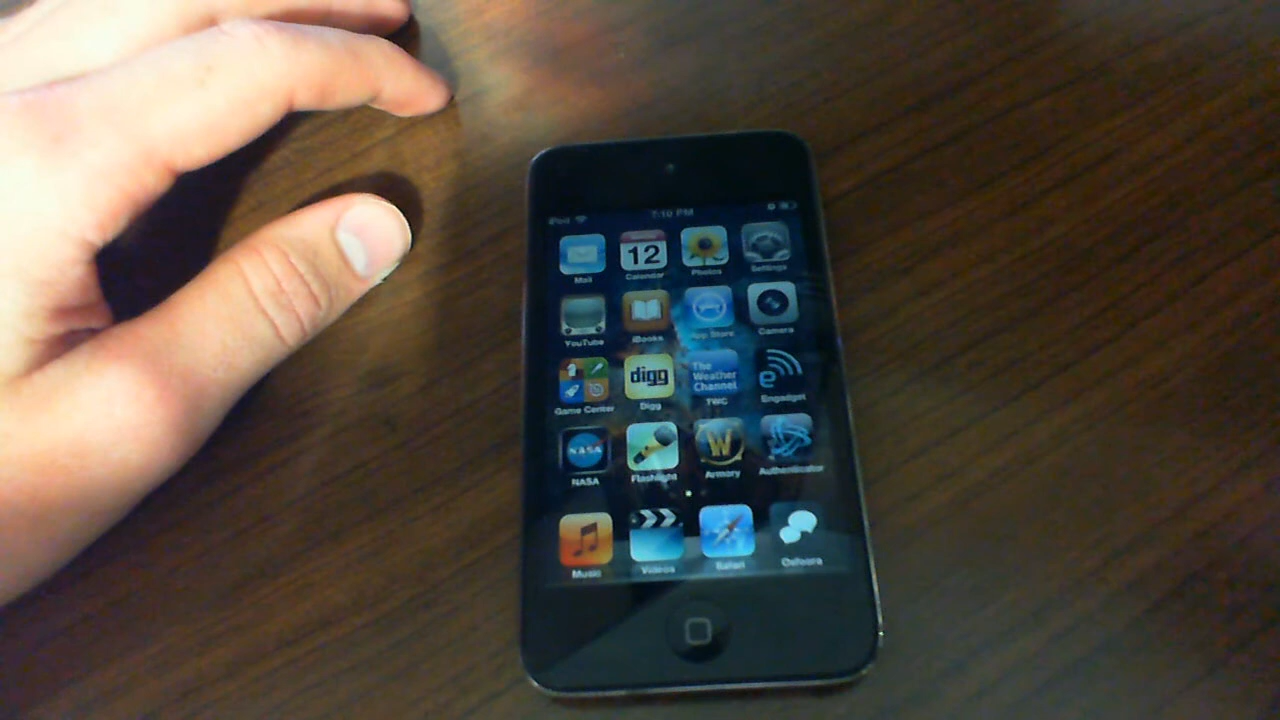 iPod 7:10 PM
12
Mail Calendar Photos Settings
YouTube iBooks App Store Camera
digg
The Weather Channel
e
Game Center Digg TWC Engadget
NASA
W
NASA Flashlight Armory Authenticator
Music Videos Safari